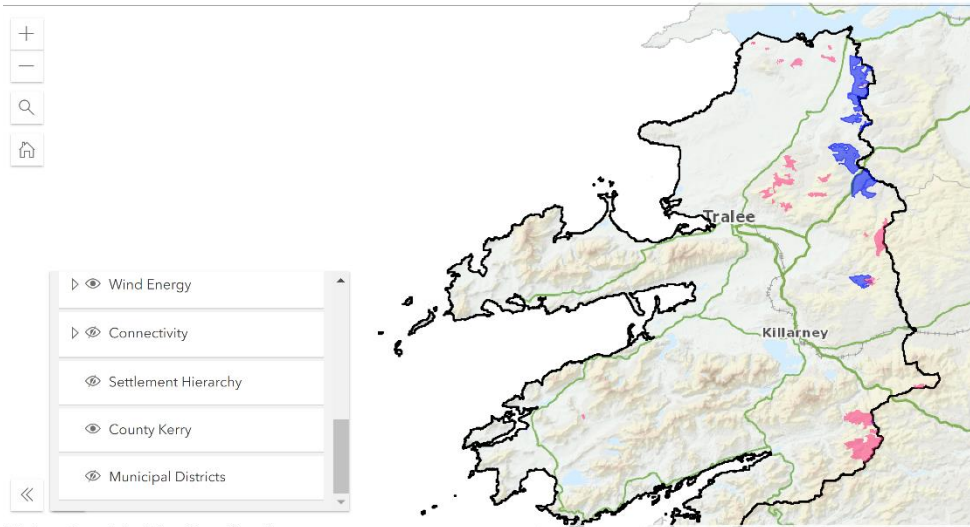 Tralee
Wind Energy
Connectivity
Killarney
Settlement Hierarchy
County Kerry
Municipal Districts